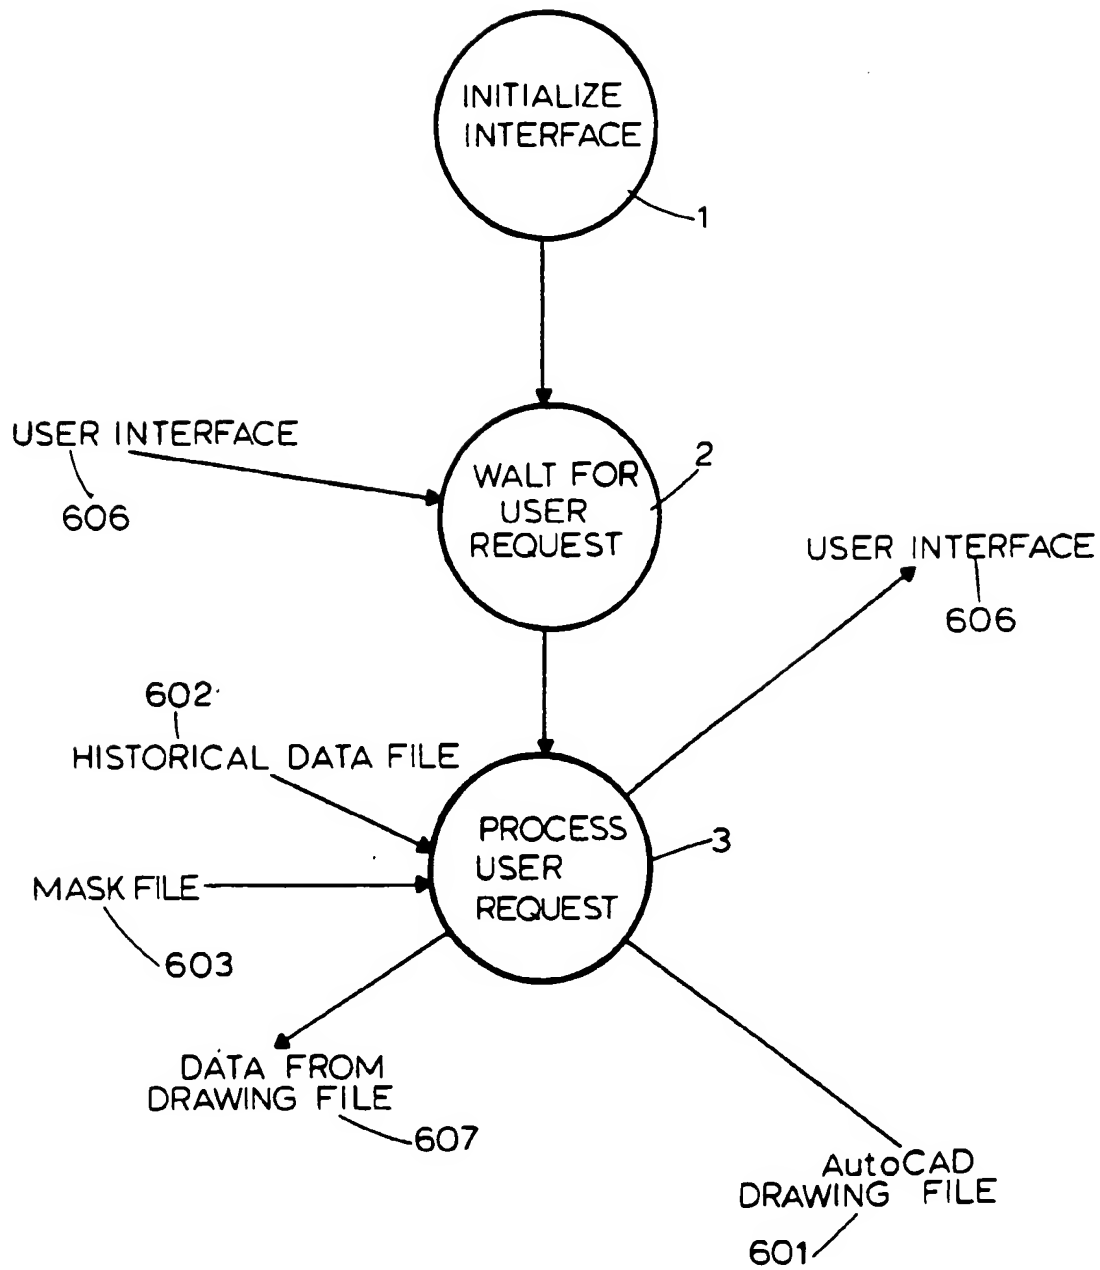 INITIALIZE
INTERFACE
1
USER INTERFACE
606
WALT FOR
USER
REQUEST
2
USER INTERFACE
606
602
HISTORICAL DATA FILE
PROCESS
USER
REQUEST
3
MASK FILE
603
DATA FROM
DRAWING FILE
607
AutoCAD
DRAWING FILE
601